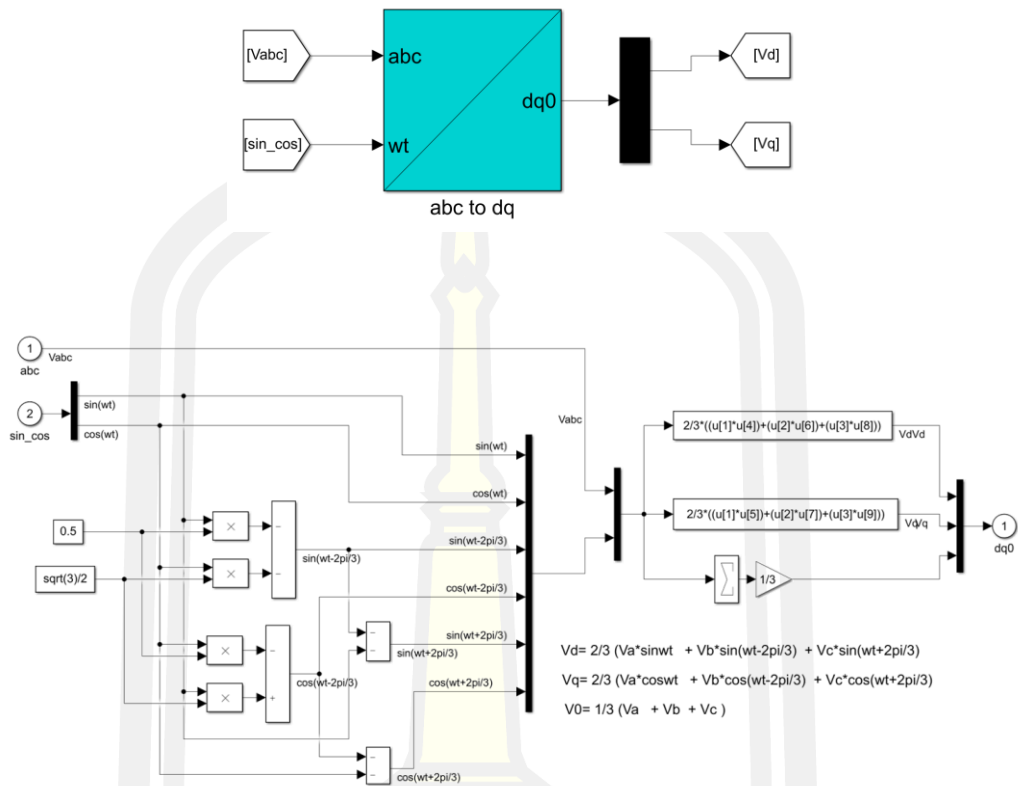 [Vabc]
abc
[Vd]
dq0
[sin_cos]
wt
[Vq]
abc to dq
1
Vabc
abc
2
sin(wt)
sin_cos
cos(wt)
Vabc
2/3*((u[1]*u[4])+(u[2]*u[6])+(u[3]*u[8]))
VdVd
sin(wt)
cos(wt)
2/3*((u[1]*u[5])+(u[2]*u[7])+(u[3]*u[9]))
1
dq0
0.5
×
−
sin(wt-2pi/3)
sin(wt-2pi/3)
sqrt(3)/2
×
−
cos(wt-2pi/3)
1/3
×
−
−
sin(wt+2pi/3)
−
sin(wt+2pi/3)
cos(wt-2pi/3)
cos(wt+2pi/3)
×
+
−
−
cos(wt+2pi/3)
Vd= 2/3 (Va*sinwt + Vb*sin(wt-2pi/3) + Vc*sin(wt+2pi/3)
Vq= 2/3 (Va*coswt + Vb*cos(wt-2pi/3) + Vc*cos(wt+2pi/3)
V0= 1/3 (Va + Vb + Vc )